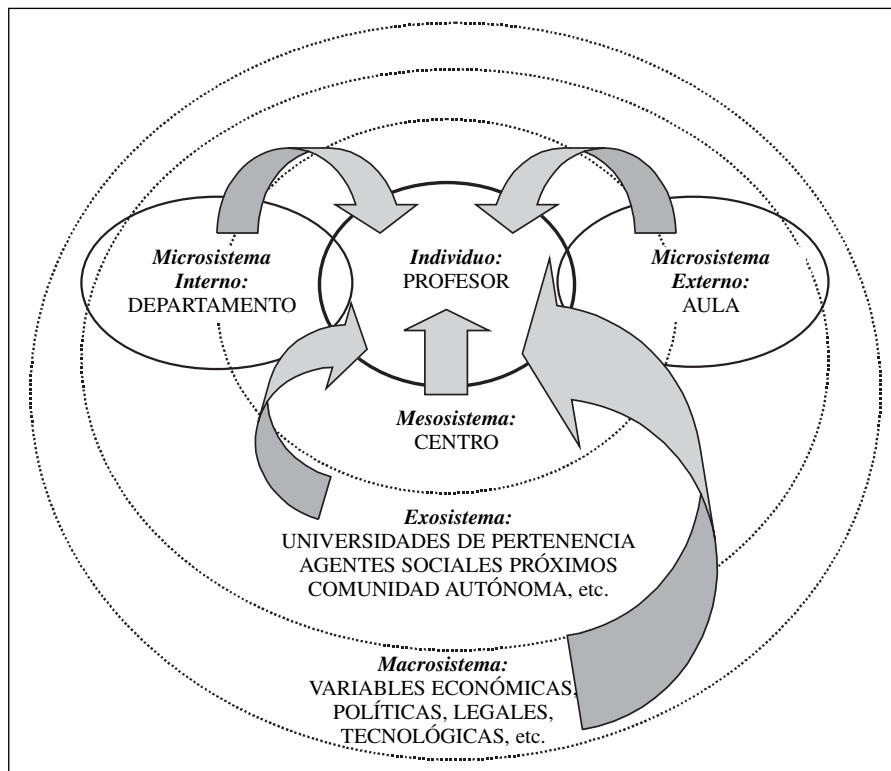 Microsistema
Interno:
DEPARTAMENTO
Individuo:
PROFESOR
Microsistema
Externo:
AULA
Mesosistema:
CENTRO
Exosistema:
UNIVERSIDADES DE PERTENENCIA
AGENTES SOCIALES PRÓXIMOS
COMUNIDAD AUTÓNOMA, etc.
Macrosistema:
VARIABLES ECONÓMICAS,
POLÍTICAS, LEGALES,
TECNOLÓGICAS, etc.